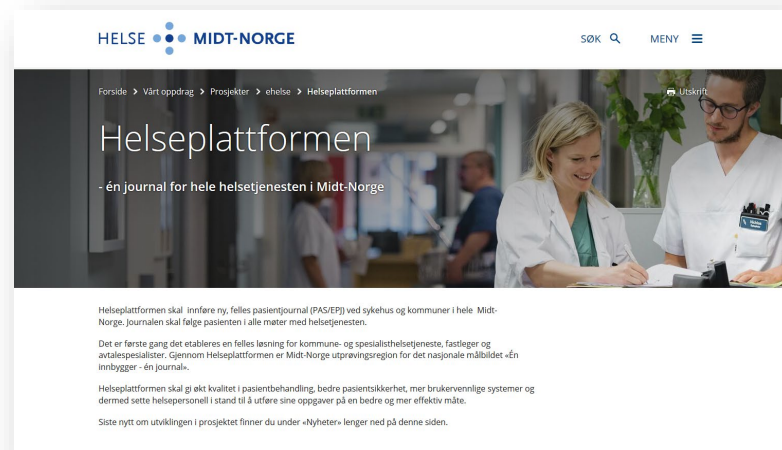 HELSE MIDT-NORGE
SØK
MENY
Forside > Vårt oppdrag > Prosjekter > ehelse > Helseplattformen
Utskrift
Helseplattformen
- én journal for hele helsetjenesten i Midt-Norge
Helseplattformen skal innføre ny, felles pasientjournal (PAS/EPJ) ved sykehus og kommuner i hele Midt-
Norge. Journalen skal følge pasienten i alle møter med helsetjenesten.
Det er første gang det etableres en felles løsning for kommune- og spesialisthelsetjeneste, fastleger og
avtalespesialister. Gjennom Helseplattformen er Midt-Norge utprøvingsregion for det nasjonale målbildet «Én
innbygger - én journal».
Helseplattformen skal gi økt kvalitet i pasientbehandling, bedre pasientsikkerhet, mer brukervennlige systemer og
dermed sette helsepersonell i stand til å utføre sine oppgaver på en bedre og mer effektiv måte.
Siste nytt om utviklingen i prosjektet finner du under «Nyheter» lenger ned på denne siden.